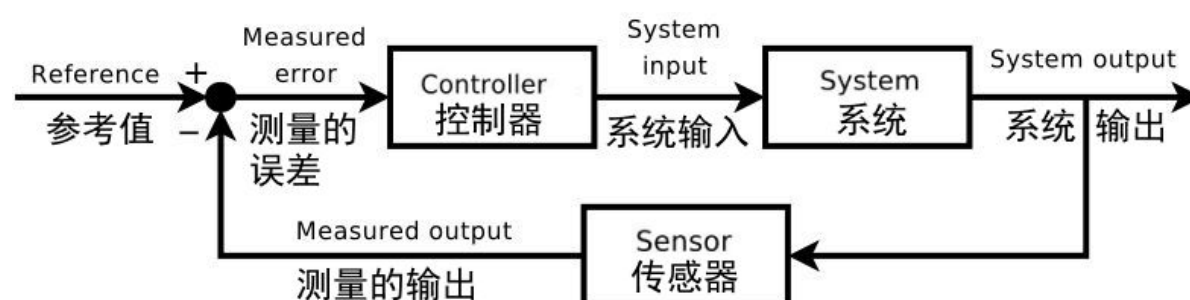 Reference
参考值
+
−
Measured
error
测量的
误差
Controller
控制器
System
input
系统输入
System
系统
System output
系统 输出
Measured output
测量的输出
Sensor
传感器